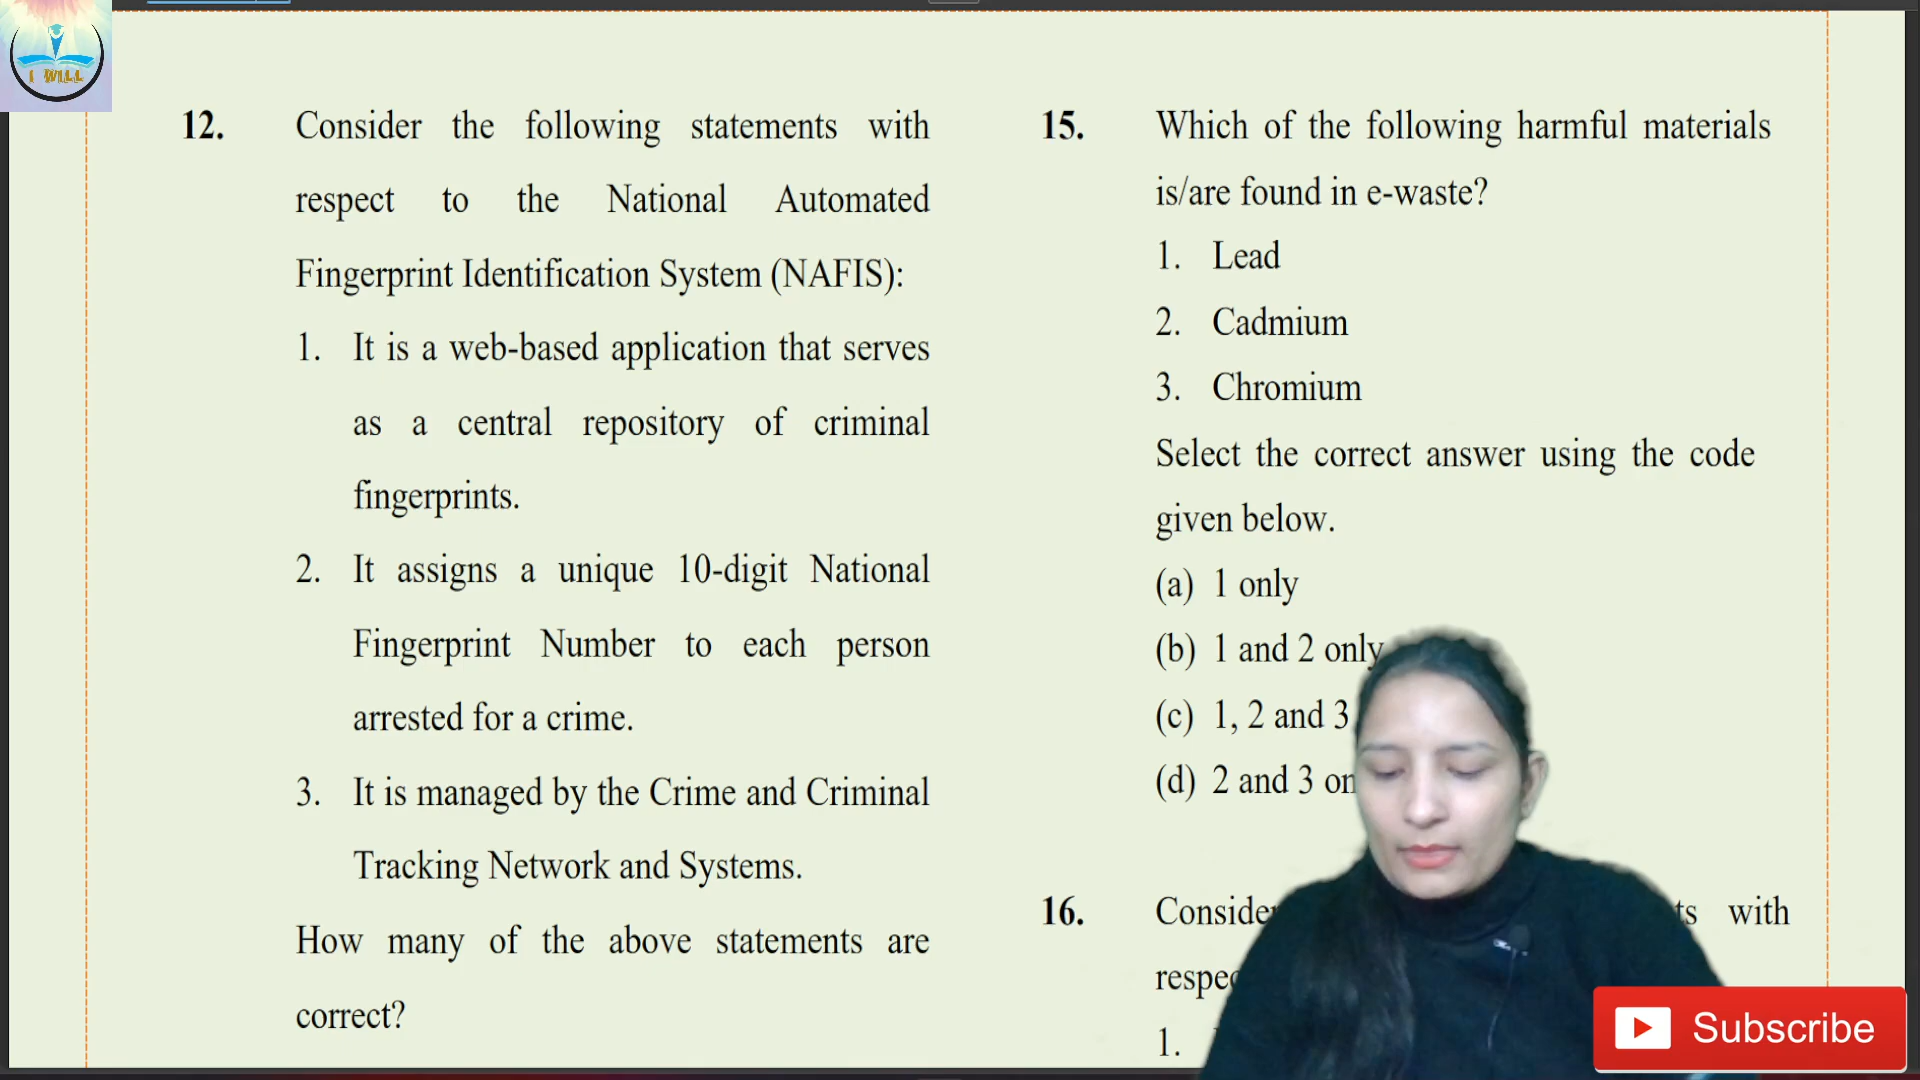 I WILL
12. Consider the following statements with
respect to the National Automated
Fingerprint Identification System (NAFIS):
1. It is a web-based application that serves
as a central repository of criminal
fingerprints.
2. It assigns a unique 10-digit National
Fingerprint Number to each person
arrested for a crime.
3. It is managed by the Crime and Criminal
Tracking Network and Systems.
How many of the above statements are
correct?
15. Which of the following harmful materials
is/are found in e-waste?
1. Lead
2. Cadmium
3. Chromium
Select the correct answer using the code
given below.
(a) 1 only
(b) 1 and 2 only
(c) 1, 2 and 3
(d) 2 and 3
16. with
1.
Subscribe